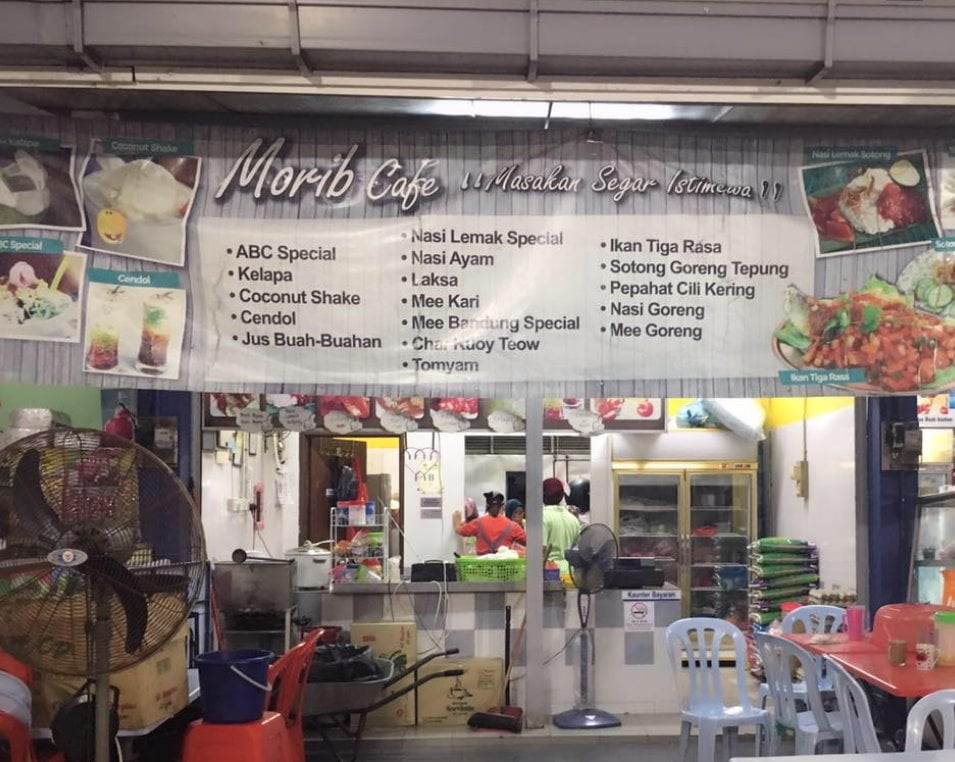 Kelapa
Coconut Shake
BC Special
Cendol
Morib Cafe "Masakan Segar Istimewa"
• ABC Special
• Kelapa
• Coconut Shake
• Cendol
• Jus Buah-Buahan
• Nasi Lemak Special
• Nasi Ayam
• Laksa
• Mee Kari
• Mee Bandung Special
• Char Kuoy Teow
• Tomyam
• Ikan Tiga Rasa
• Sotong Goreng Tepung
• Pepahat Cili Kering
• Nasi Goreng
• Mee Goreng
Nasi Lemak Sotong
Ikan Tiga Rasa
Kaunter Bayaran